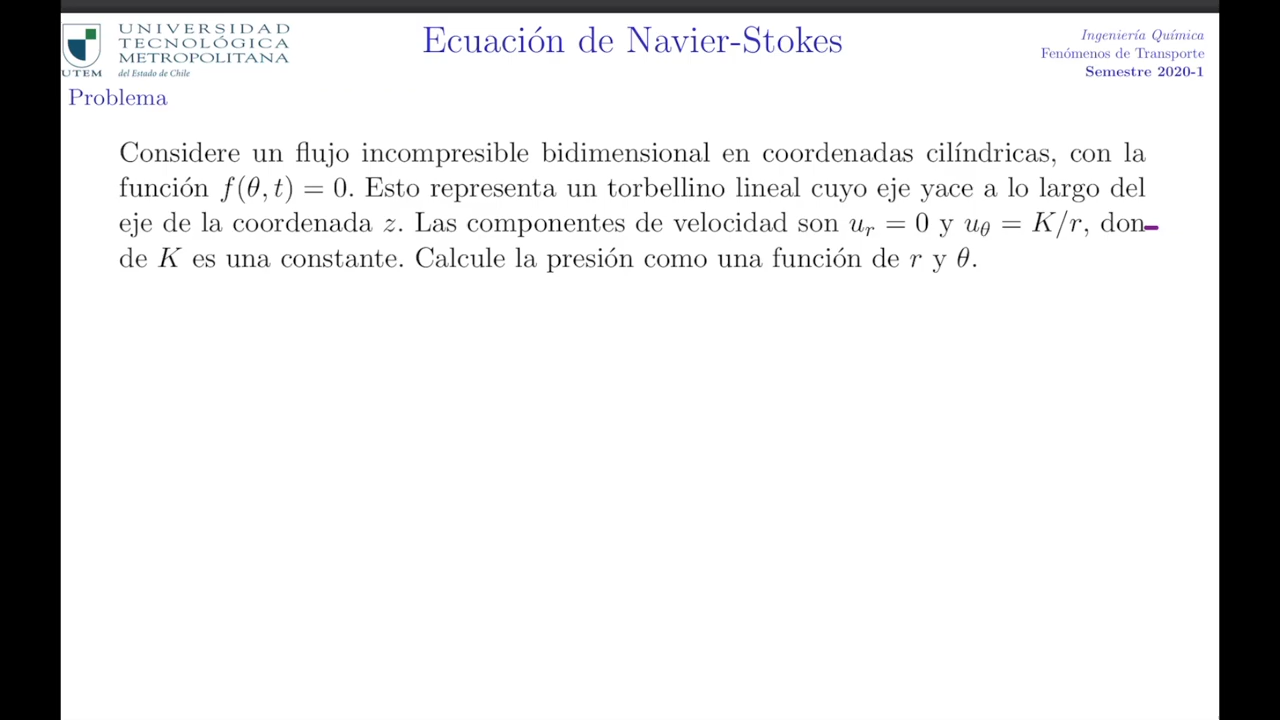 UNIVERSIDAD
TECNOLÓGICA
METROPOLITANA
del Estado de Chile
UTEM
Ecuación de Navier-Stokes
Ingeniería Química
Fenómenos de Transporte
Semestre 2020-1
Problema
Considere un flujo incompresible bidimensional en coordenadas cilíndricas, con la
función f(θ, t) = 0. Esto representa un torbellino lineal cuyo eje yace a lo largo del
eje de la coordenada z. Las componentes de velocidad son u_r = 0 y u_θ = K/r, don-
de K es una constante. Calcule la presión como una función de r y θ.